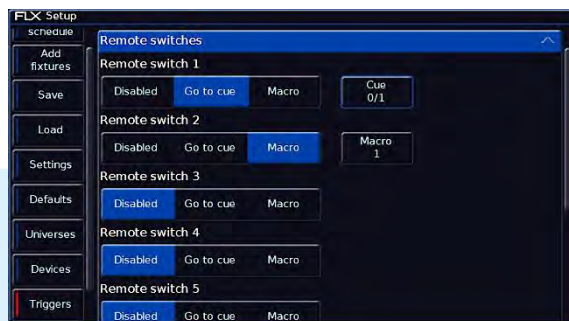 FLX Setup
schedule
Add
fixtures
Save
Load
Settings
Defaults
Universes
Devices
Triggers
Remote switches
Remote switch 1
Disabled Go to cue Macro Cue
0/1
Remote switch 2
Disabled Go to cue Macro Macro
1
Remote switch 3
Disabled Go to cue Macro
Remote switch 4
Disabled Go to cue Macro
Remote switch 5
Disabled Go to cue Macro